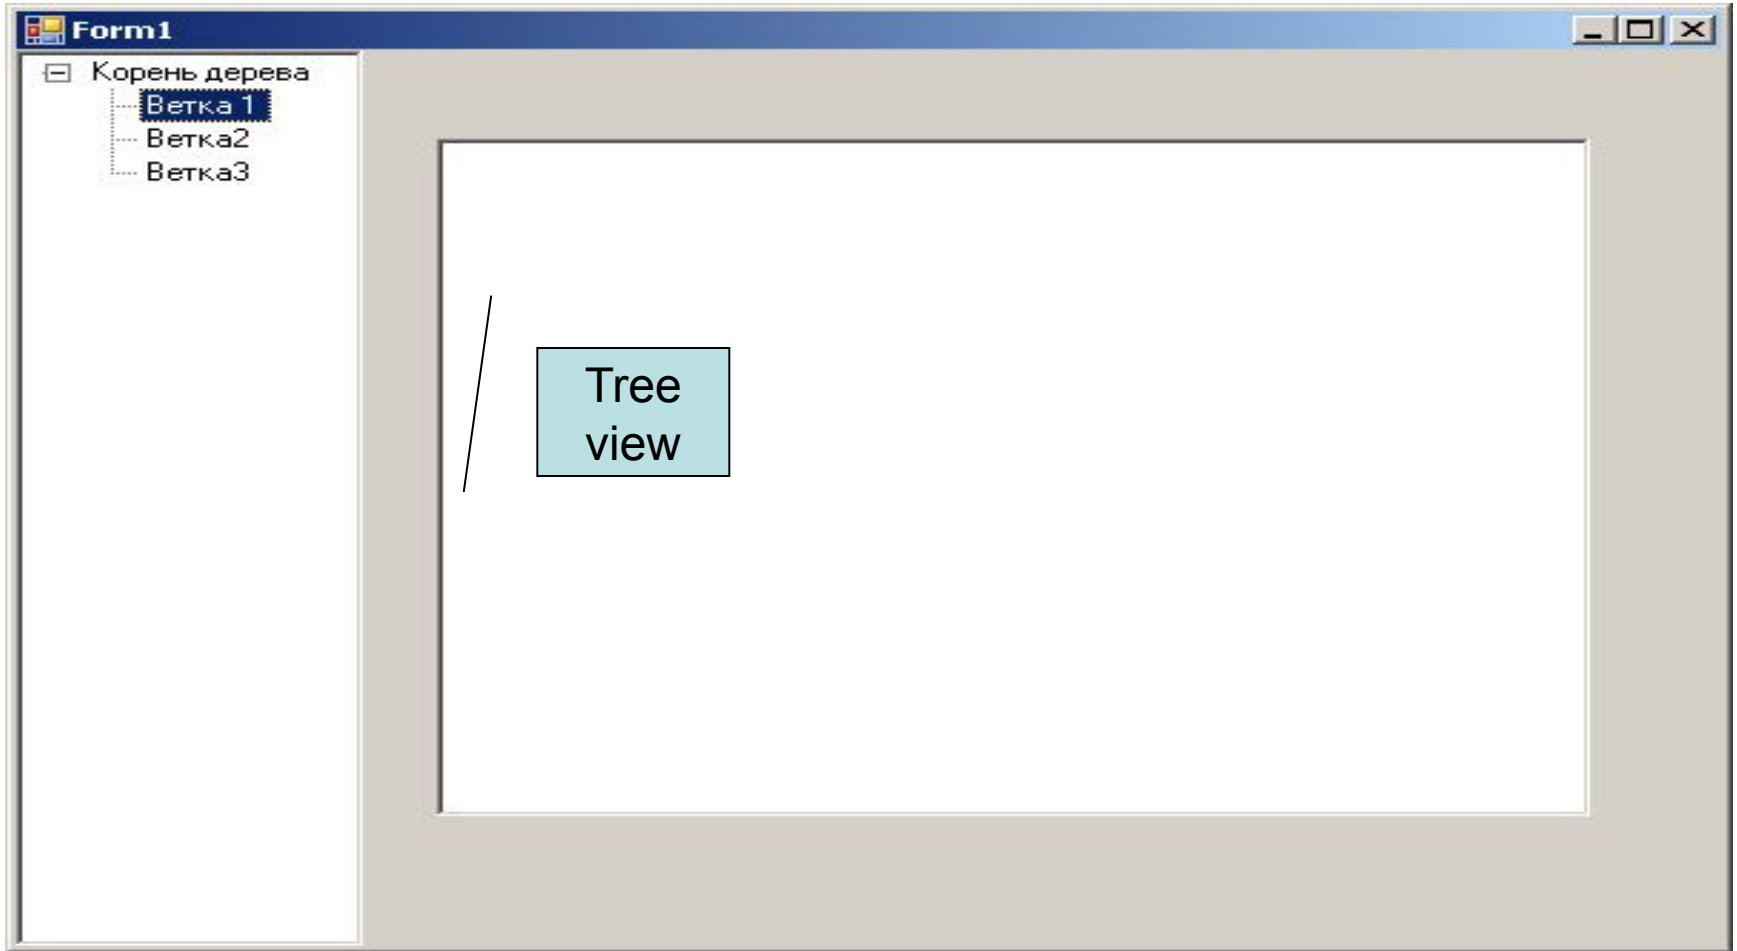 Form1
Корень дерева
Ветка 1
Ветка2
Ветка3
Tree
view